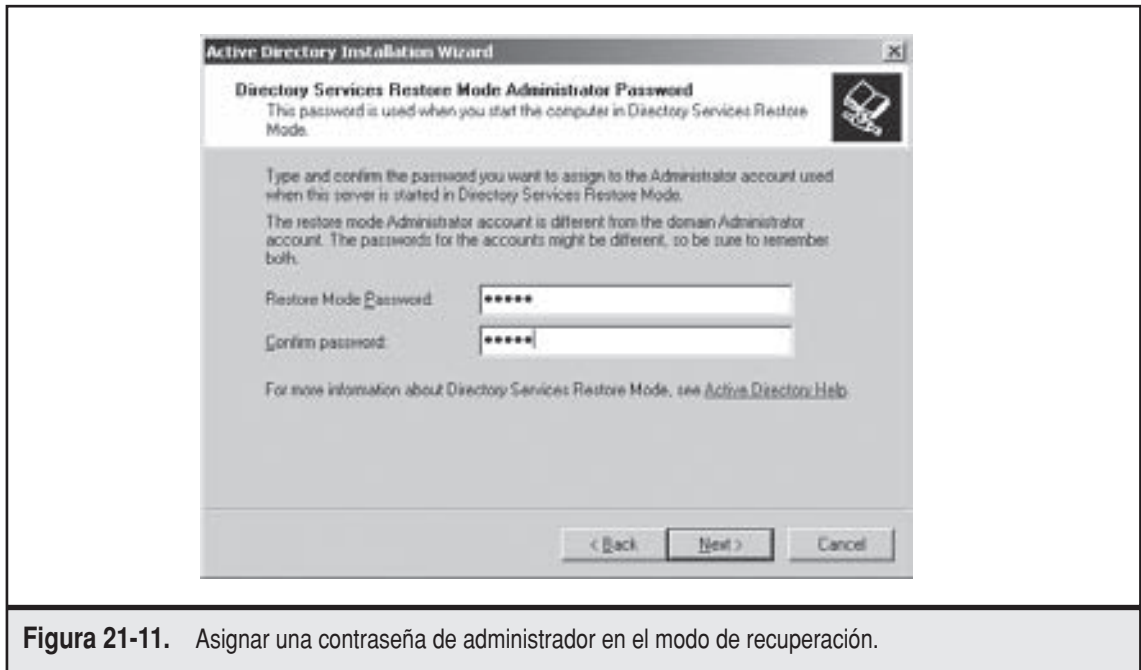 Active Directory Installation Wizard
Directory Services Restore Mode Administrator Password
This password is used when you start the computer in Directory Services Restore
Mode.
Type and confirm the password you want to assign to the Administrator account used
when this server is started in Directory Services Restore Mode.
The restore mode Administrator account is different from the domain Administrator
account. The passwords for the accounts might be different, so be sure to remember
both.
Restore Mode Password:
•••••
Confirm password:
•••••
For more information about Directory Services Restore Mode, see Active Directory Help.
< Back
Next >
Cancel
Figura 21-11. Asignar una contraseña de administrador en el modo de recuperación.